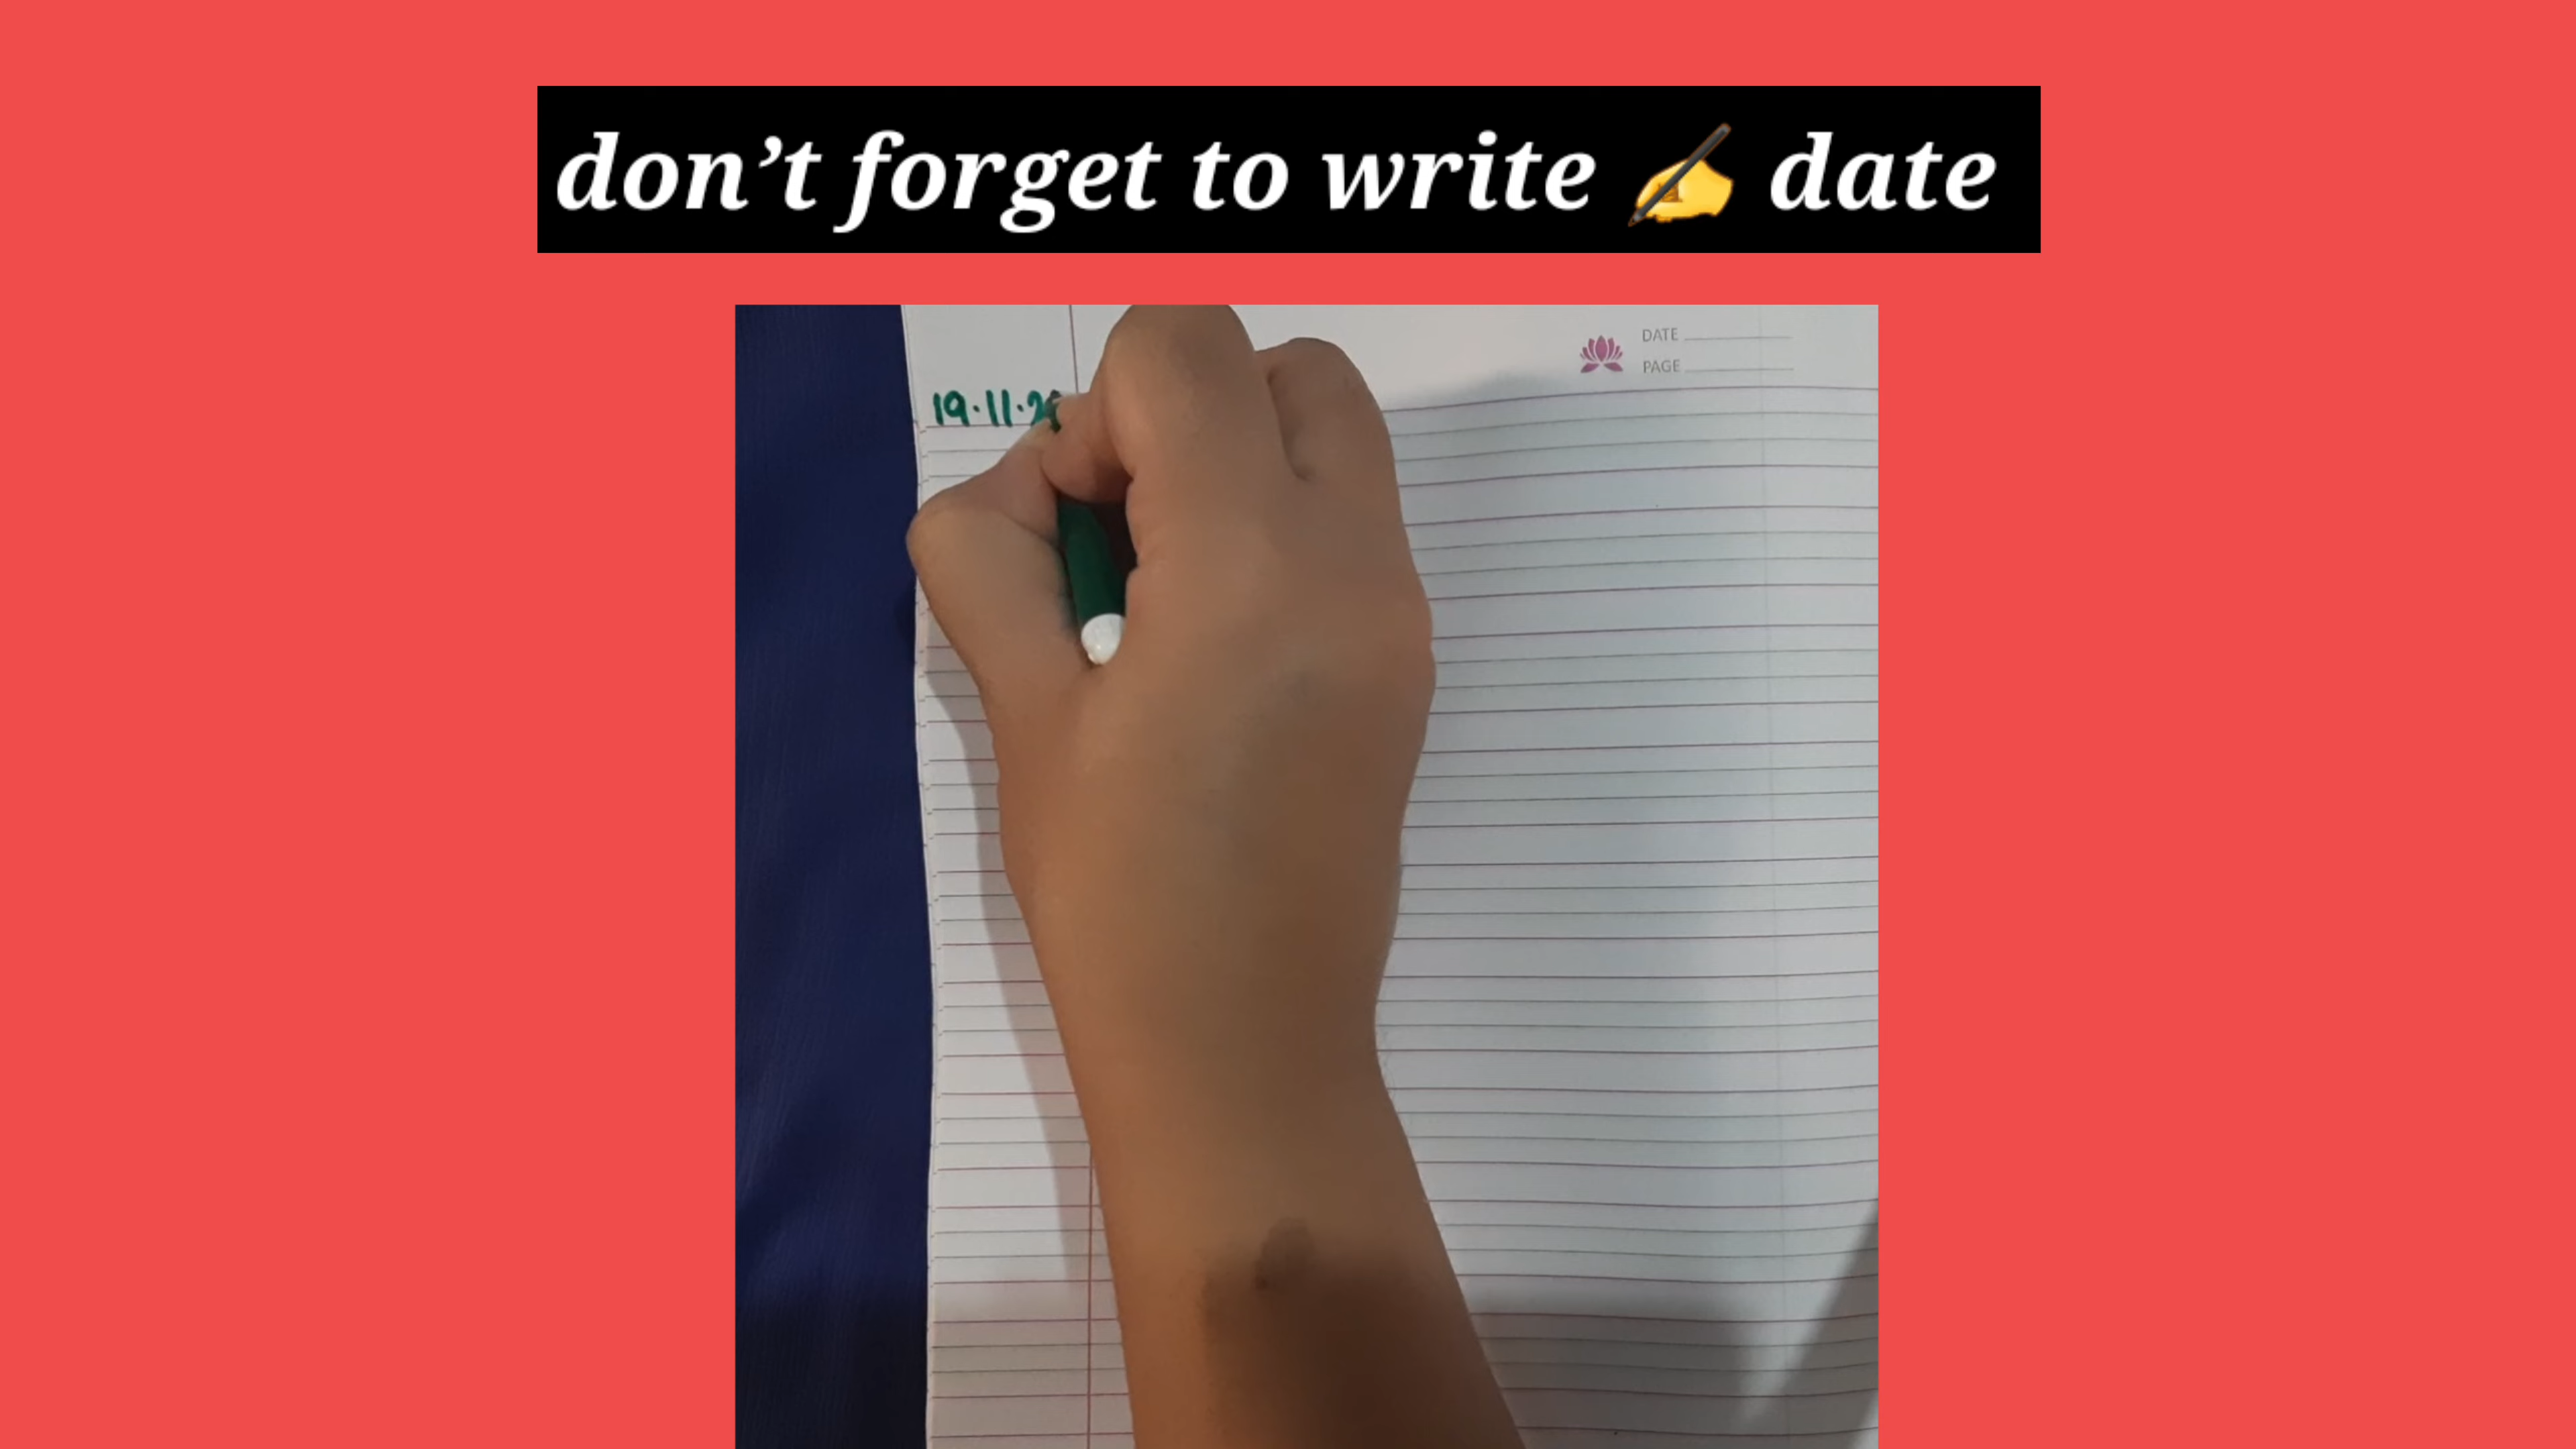 don’t forget to write ✍ date
DATE
PAGE
19.11.2